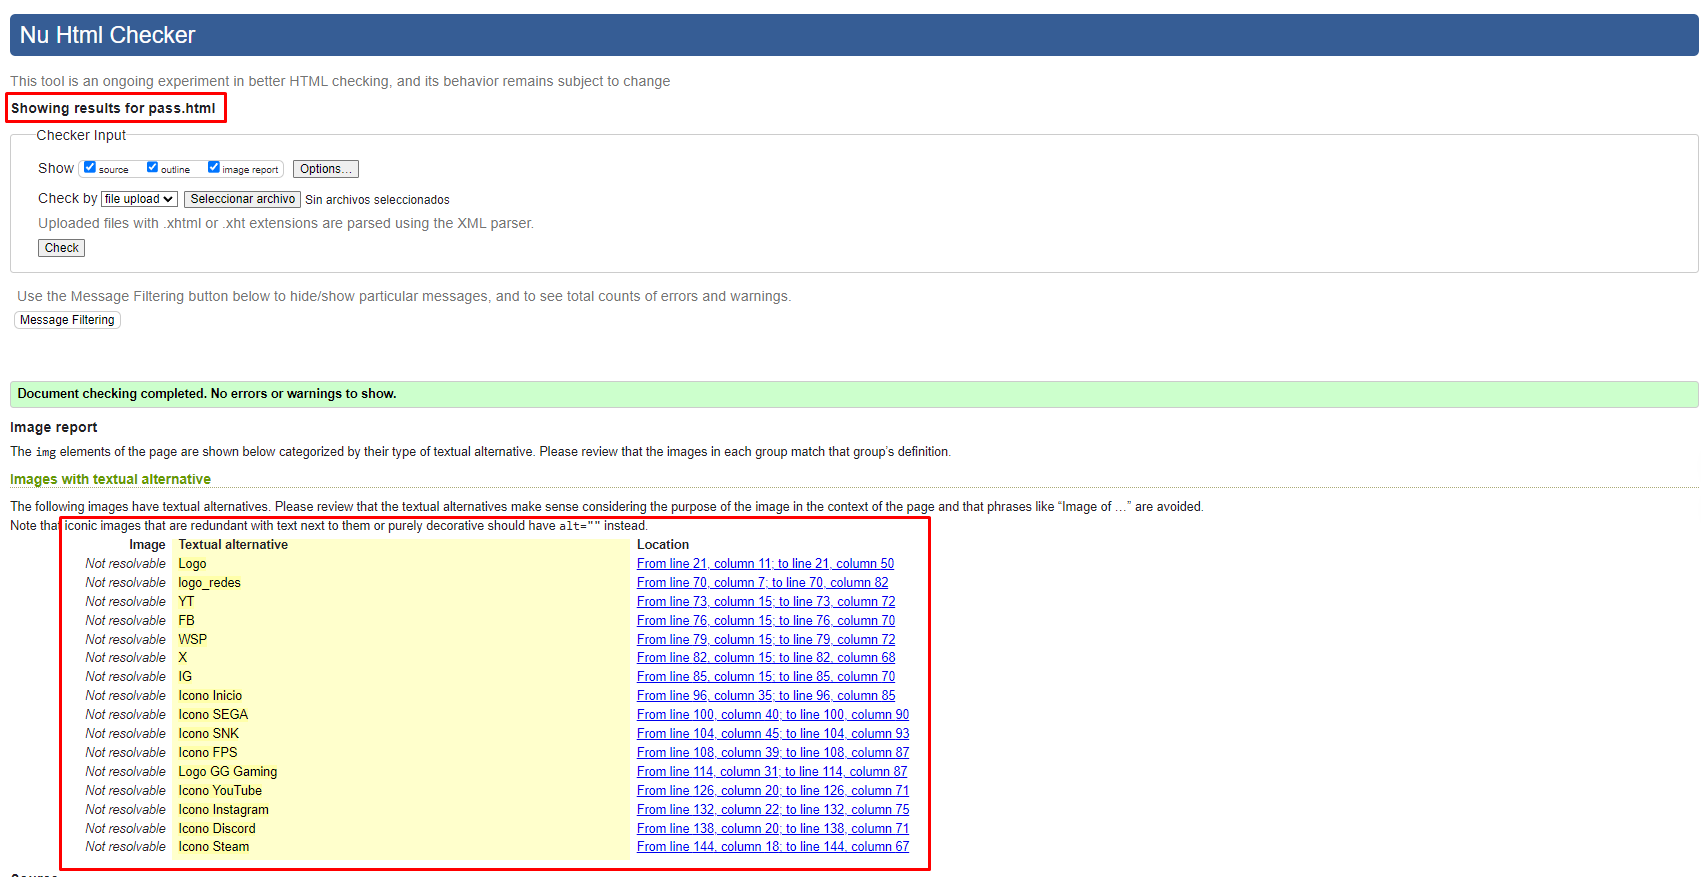 Nu Html Checker
This tool is an ongoing experiment in better HTML checking, and its behavior remains subject to change
Showing results for pass.html
Checker Input
Show source outline image report Options...
Check by file upload Seleccionar archivo Sin archivos seleccionados
Uploaded files with .xhtml or .xht extensions are parsed using the XML parser.
Check
Use the Message Filtering button below to hide/show particular messages, and to see total counts of errors and warnings.
Message Filtering
Document checking completed. No errors or warnings to show.
Image report
The img elements of the page are shown below categorized by their type of textual alternative. Please review that the images in each group match that group's definition.
Images with textual alternative
The following images have textual alternatives. Please review that the textual alternatives make sense considering the purpose of the image in the context of the page and that phrases like “Image of …” are avoided.
Note that iconic images that are redundant with text next to them or purely decorative should have alt="" instead.
Image Textual alternative Location
Not resolvable Logo From line 21, column 11; to line 21, column 50
Not resolvable logo_redes From line 70, column 7; to line 70, column 82
Not resolvable YT From line 73, column 15; to line 73, column 72
Not resolvable FB From line 76, column 15; to line 76, column 70
Not resolvable WSP From line 79, column 15; to line 79, column 72
Not resolvable X From line 82, column 15; to line 82, column 68
Not resolvable IG From line 85, column 15; to line 85, column 70
Not resolvable Icono Inicio From line 96, column 35; to line 96, column 85
Not resolvable Icono SEGA From line 100, column 40; to line 100, column 90
Not resolvable Icono SNK From line 104, column 45; to line 104, column 93
Not resolvable Icono FPS From line 108, column 39; to line 108, column 87
Not resolvable Logo GG Gaming From line 114, column 31; to line 114, column 87
Not resolvable Icono YouTube From line 126, column 20; to line 126, column 71
Not resolvable Icono Instagram From line 132, column 22; to line 132, column 75
Not resolvable Icono Discord From line 138, column 20; to line 138, column 71
Not resolvable Icono Steam From line 144, column 18; to line 144, column 67